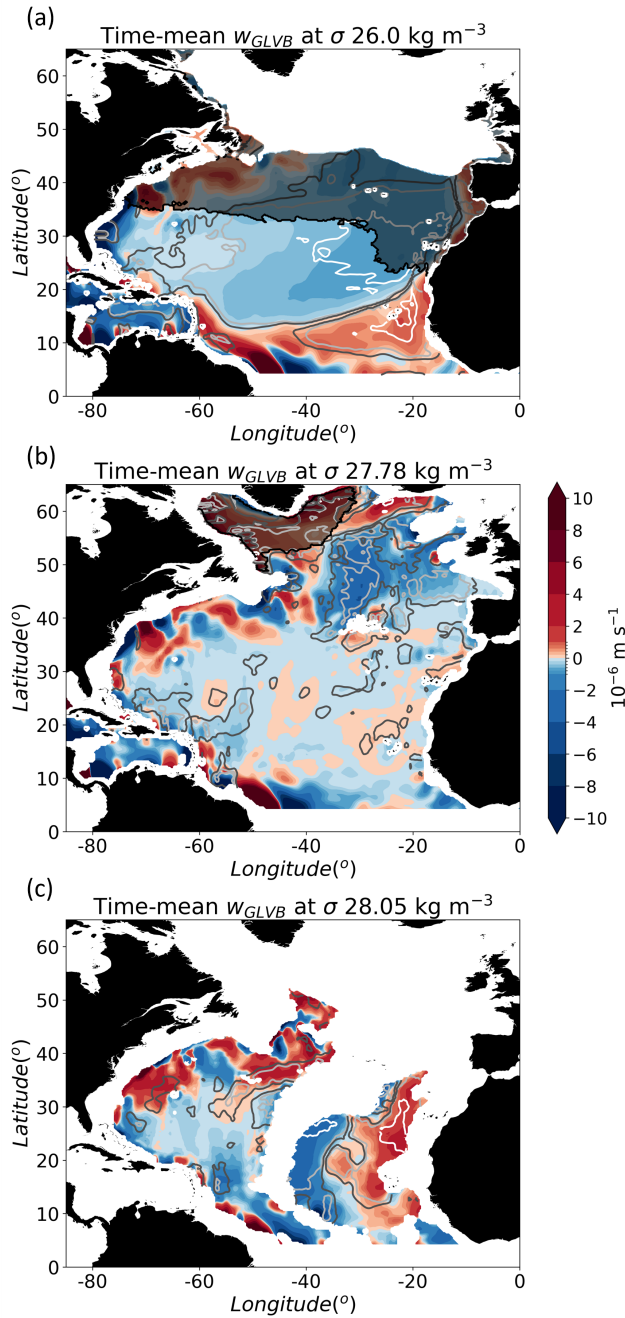 (a)
Time-mean w_GLVB at σ 26.0 kg m⁻³
60
50
40
30
20
10
0
Latitude(°)
-80 -60 -40 -20 0
Longitude(°)
(b)
Time-mean w_GLVB at σ 27.78 kg m⁻³
60
50
40
30
20
10
0
Latitude(°)
-80 -60 -40 -20 0
Longitude(°)
10
8
6
4
2
0
−2
−4
−6
−8
−10
10⁻⁶ m s⁻¹
(c)
Time-mean w_GLVB at σ 28.05 kg m⁻³
60
50
40
30
20
10
0
Latitude(°)
-80 -60 -40 -20 0
Longitude(°)